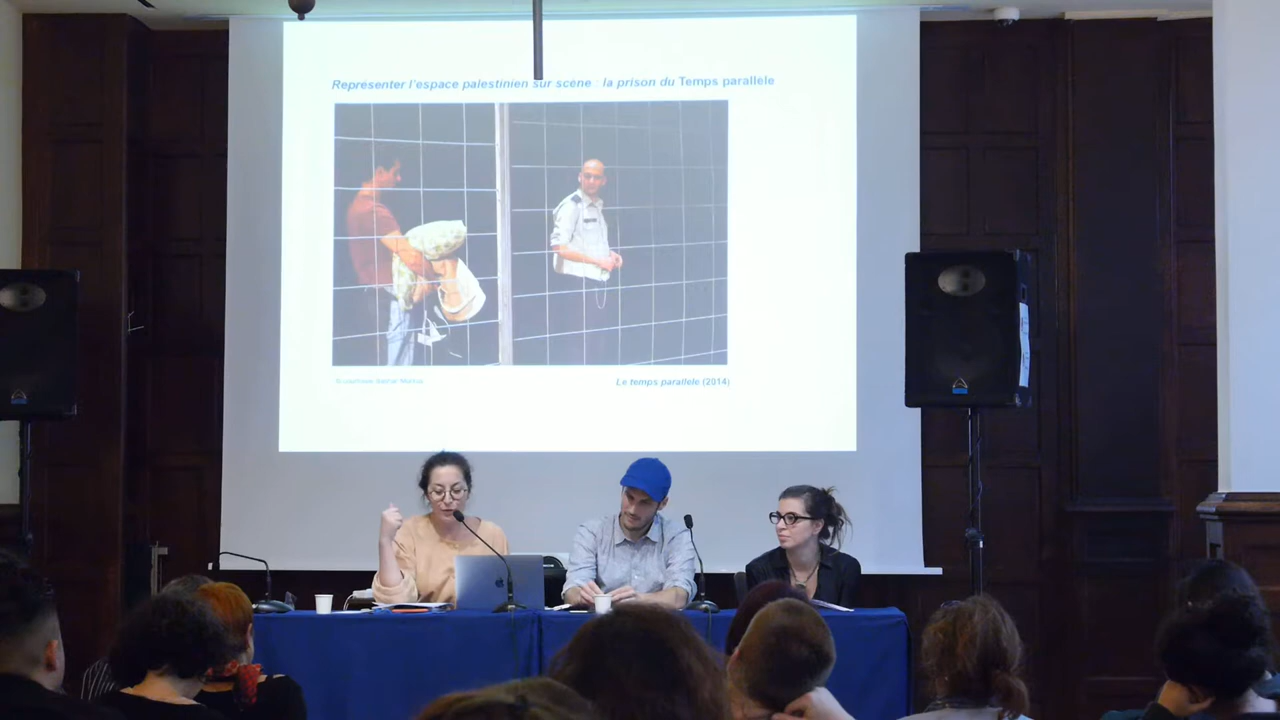 Représenter l'espace palestinien sur scène : la prison du Temps parallèle
Le temps parallèle (2014)